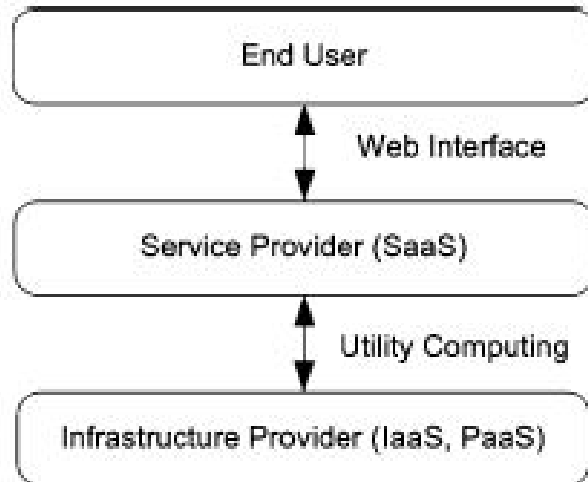 End User
Web Interface
Service Provider (SaaS)
Utility Computing
Infrastructure Provider (IaaS, PaaS)